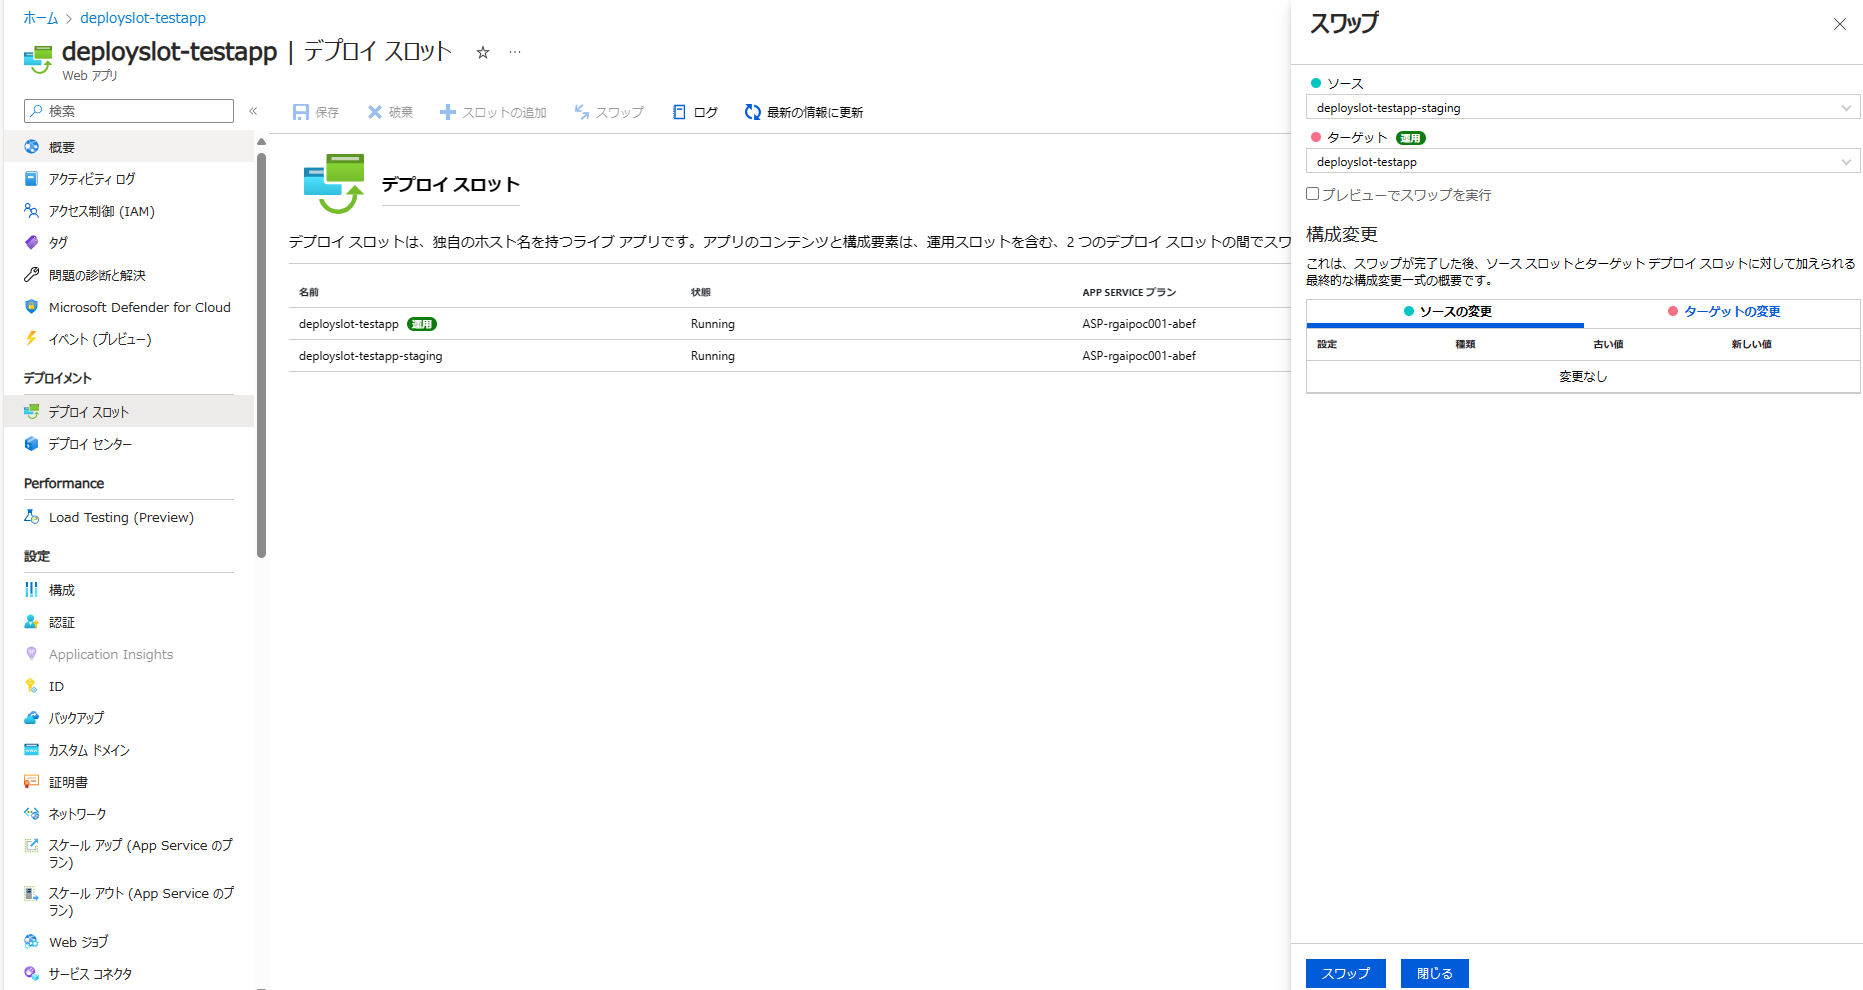 ホーム > deployslot-testapp
deployslot-testapp | デプロイ スロット ☆ …
Web アプリ
検索 «
概要
アクティビティ ログ
アクセス制御 (IAM)
タグ
問題の診断と解決
Microsoft Defender for Cloud
イベント (プレビュー)
デプロイメント
デプロイ スロット
デプロイ センター
Performance
Load Testing (Preview)
設定
構成
認証
Application Insights
ID
バックアップ
カスタム ドメイン
証明書
ネットワーク
スケール アップ (App Service のプ
ラン)
スケール アウト (App Service のプ
ラン)
Web ジョブ
サービス コネクタ
保存 破棄 スロットの追加 スワップ ログ 最新の情報に更新
デプロイ スロット
デプロイ スロットは、独自のホスト名を持つライブ アプリです。アプリのコンテンツと構成要素は、運用スロットを含む、2 つのデプロイ スロットの間でスワ
名前 状態 APP SERVICE プラン
deployslot-testapp 運用 Running ASP-rgaipoc001-abef
deployslot-testapp-staging Running ASP-rgaipoc001-abef
スワップ
ソース
deployslot-testapp-staging
ターゲット 運用
deployslot-testapp
プレビューでスワップを実行
構成変更
これは、スワップが完了した後、ソース スロットとターゲット デプロイ スロットに対して加えられる
最終的な構成変更一式の概要です。
ソースの変更 ターゲットの変更
設定 種類 古い値 新しい値
変更なし
スワップ 閉じる